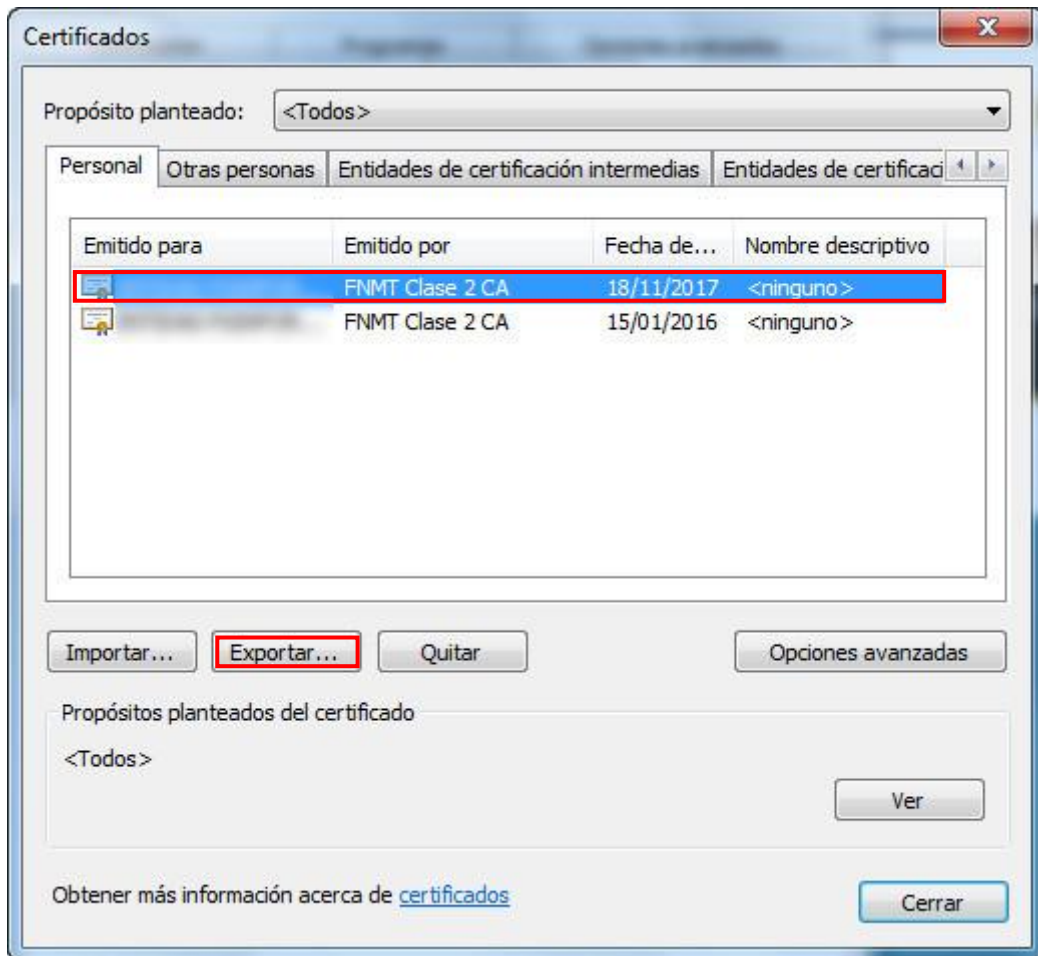 Certificados
Propósito planteado: <Todos>
Personal Otras personas Entidades de certificación intermedias Entidades de certificaci
Emitido para Emitido por Fecha de... Nombre descriptivo
FNMT Clase 2 CA 18/11/2017 <ninguno>
FNMT Clase 2 CA 15/01/2016 <ninguno>
Importar... Exportar... Quitar Opciones avanzadas
Propósitos planteados del certificado
<Todos>
Ver
Obtener más información acerca de certificados
Cerrar